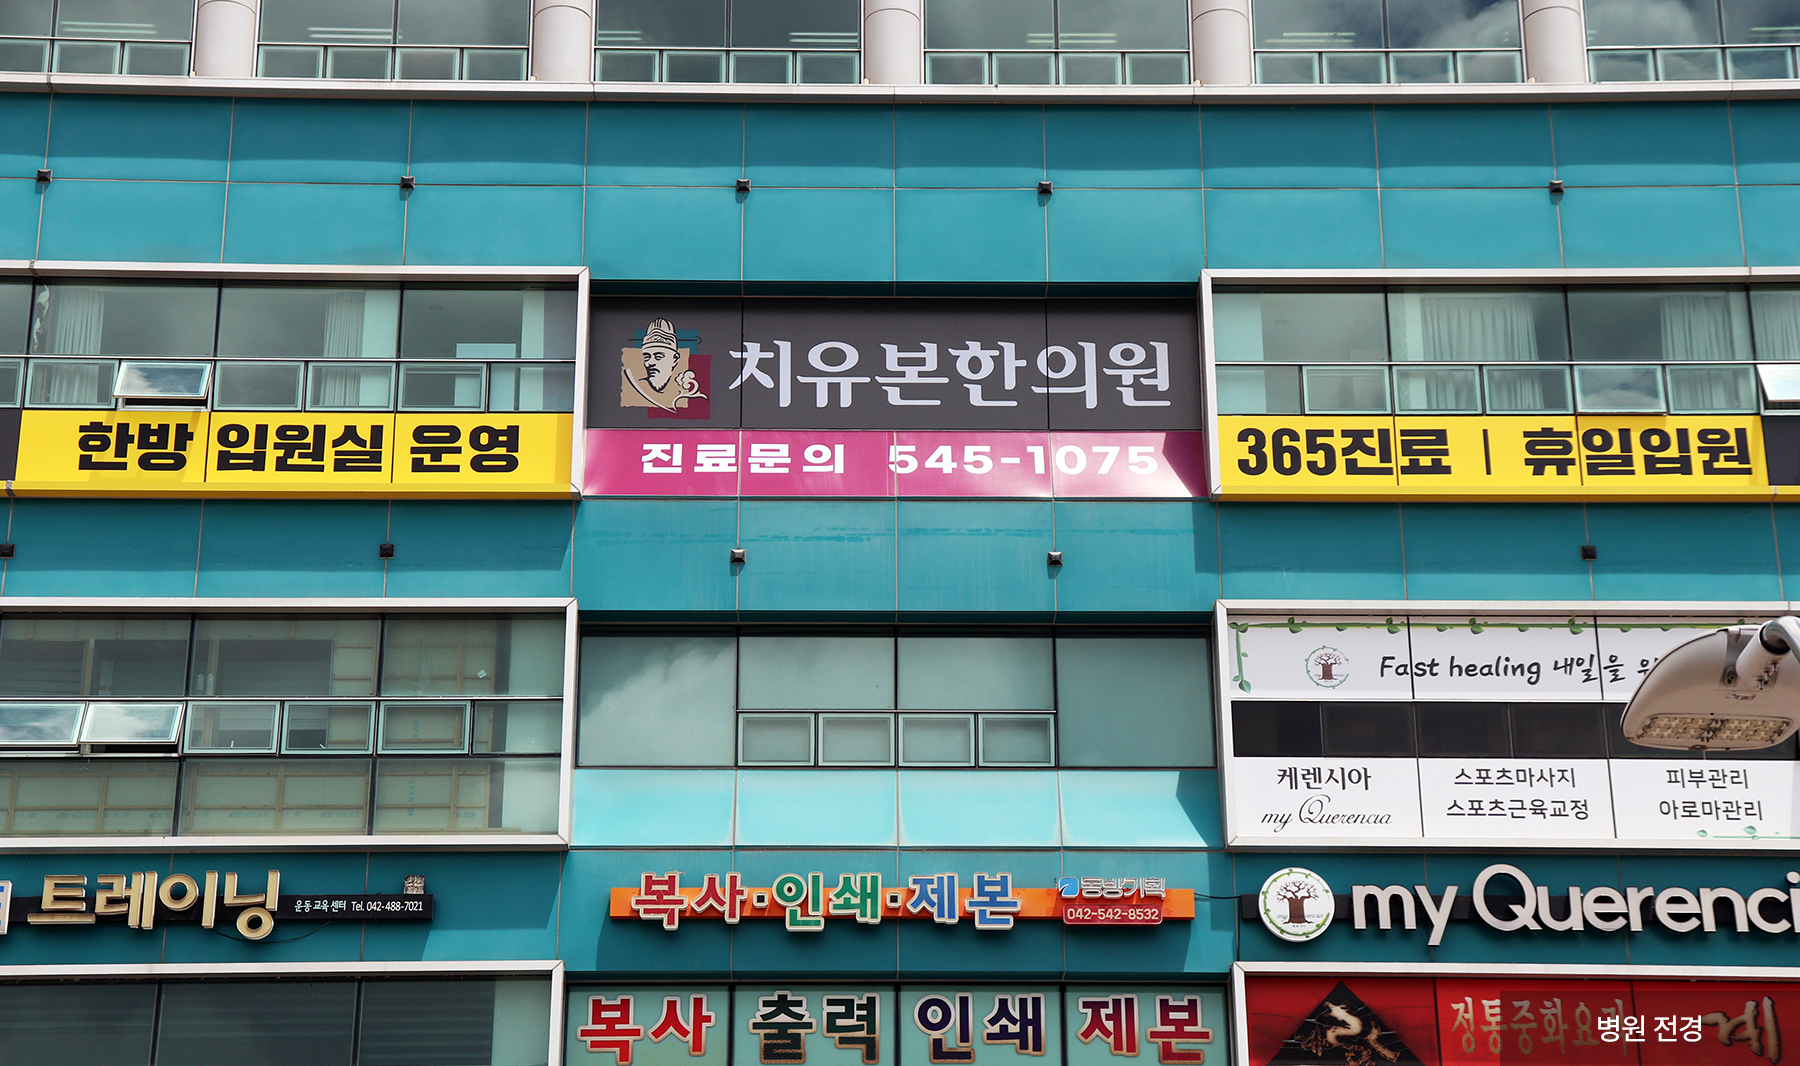 치유본한의원
한방 입원실 운영
진료문의 545-1075
365진료 | 휴일입원
Fast healing 내일을
케렌시아
my Querencia
스포츠마사지
스포츠근육교정
피부관리
아로마관리
트레이닝
운동교육센터 Tel. 042-488-7021
복사·인쇄·제본
동방기획
042-542-8532
my Querenci
복사 출력 인쇄 제본
정통중화요리
병원 전경